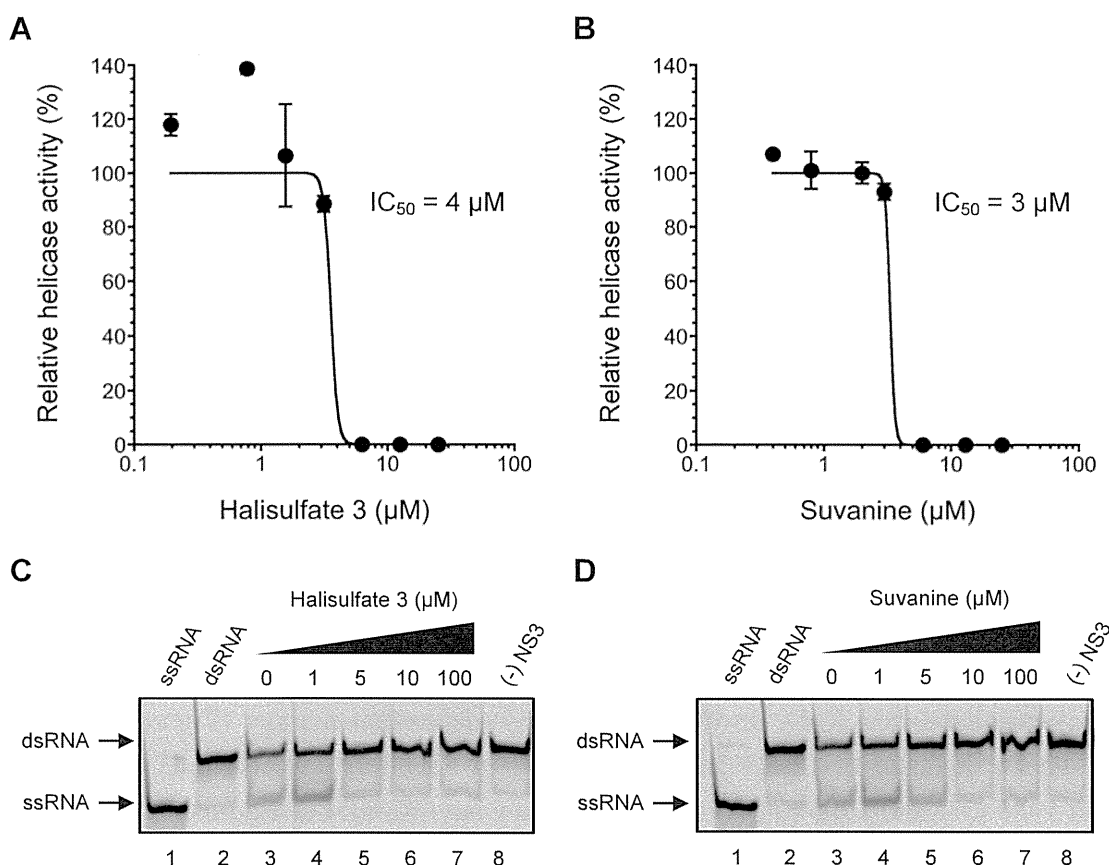 A
Relative helicase activity (%)
140
120
100
80
60
40
20
0
0.1 1 10 100
IC50 = 4 µM
Halisulfate 3 (µM)
B
Relative helicase activity (%)
140
120
100
80
60
40
20
0
0.1 1 10 100
IC50 = 3 µM
Suvanine (µM)
C
Halisulfate 3 (µM)
ssRNA dsRNA 0 1 5 10 100 (-) NS3
dsRNA
ssRNA
1 2 3 4 5 6 7 8
D
Suvanine (µM)
ssRNA dsRNA 0 1 5 10 100 (-) NS3
dsRNA
ssRNA
1 2 3 4 5 6 7 8